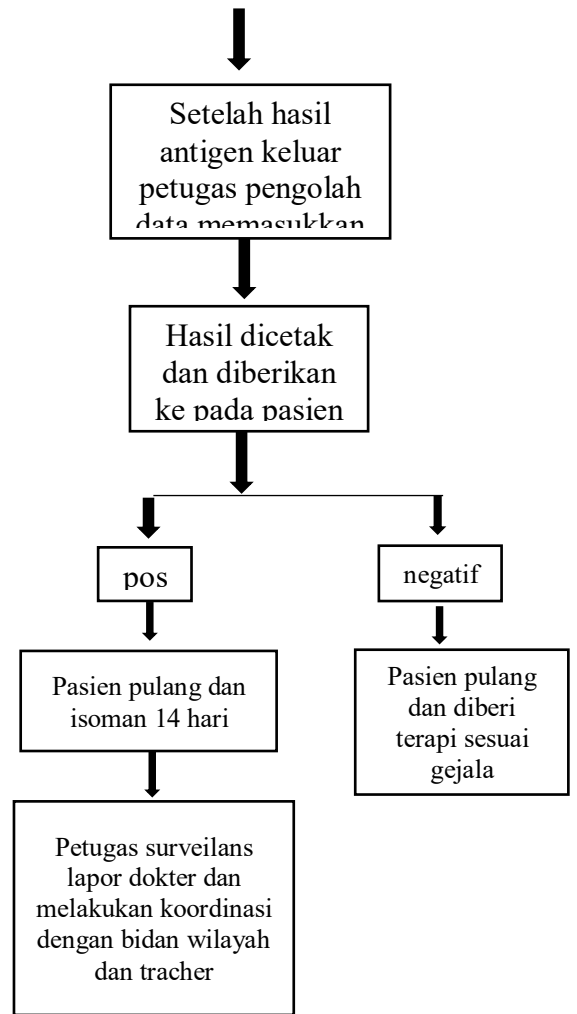 Setelah hasil
antigen keluar
petugas pengolah
data memasukkan
Hasil dicetak
dan diberikan
ke pada pasien
pos
negatif
Pasien pulang dan
isoman 14 hari
Pasien pulang
dan diberi
terapi sesuai
gejala
Petugas surveilans
lapor dokter dan
melakukan koordinasi
dengan bidan wilayah
dan tracher